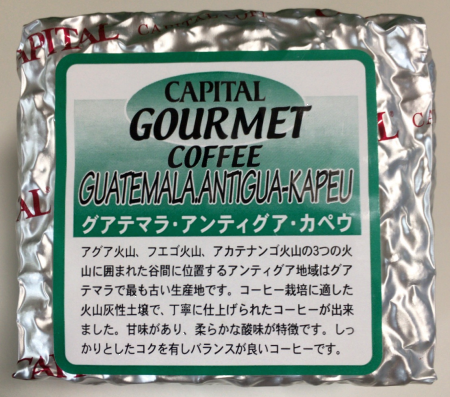 CAPITAL CO
CAPITAL
CAPITAL
GOURMET
COFFEE
GUATEMALA ANTIGUA-KAPEU
グアテマラ・アンティグア・カペウ
アグア火山、フエゴ火山、アカテナンゴ火山の3つの火
山に囲まれた谷間に位置するアンティグア地域はグア
テマラで最も古い生産地です。コーヒー栽培に適した
火山灰性土壌で、丁寧に仕上げられたコーヒーが出来
ました。甘味があり、柔らかな酸味が特徴です。しっ
かりとしたコクを有しバランスが良いコーヒーです。